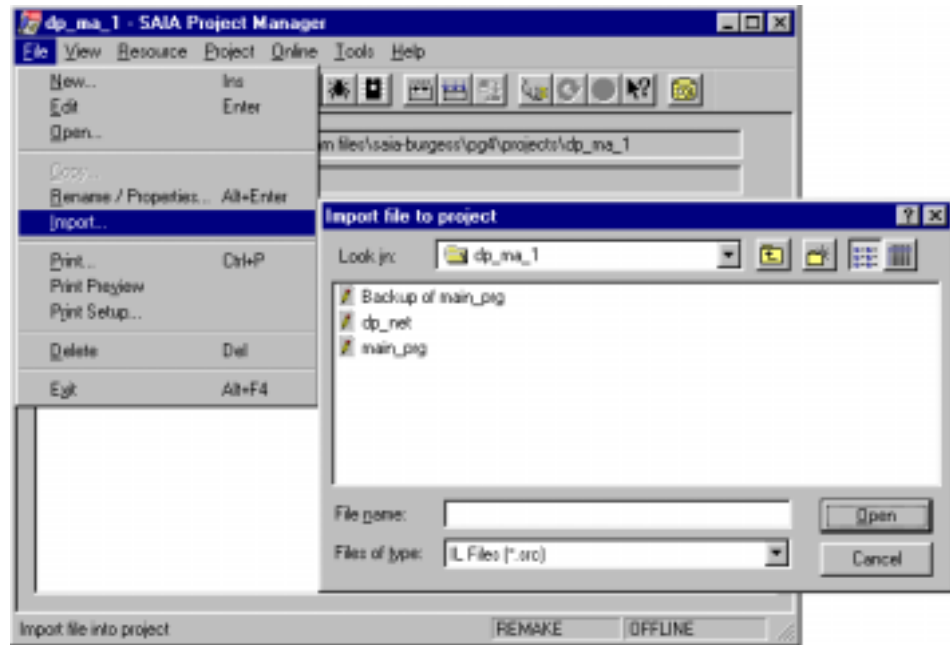 dp_ma_1 - SAIA Project Manager
File View Resource Project Online Tools Help
New... Ins
Edit Enter
Open...
Copy...
Rename / Properties... Alt+Enter
Import...
Print... Ctrl+P
Print Preview
Print Setup...
Delete Del
Exit Alt+F4
m files\saia-burgess\pg4\projects\dp_ma_1
Import file to project
Look in: dp_ma_1
Backup of main_prg
dp_net
main_prg
File name: Open
Files of type: IL Files (*.src) Cancel
Import file into project REMAKE OFFLINE